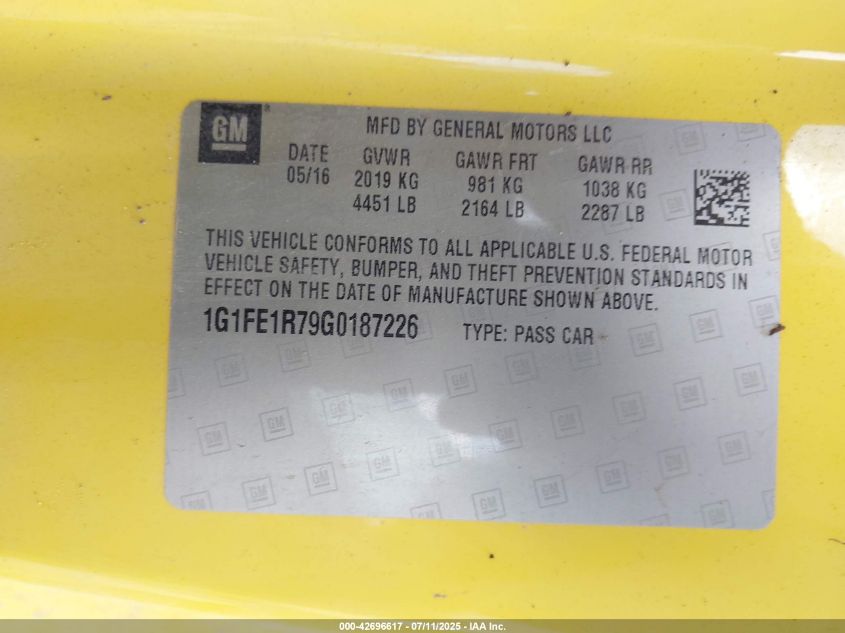 GM
MFD BY GENERAL MOTORS LLC
DATE GVWR GAWR FRT GAWR RR
05/16 2019 KG 981 KG 1038 KG
4451 LB 2164 LB 2287 LB
THIS VEHICLE CONFORMS TO ALL APPLICABLE U.S. FEDERAL MOTOR
VEHICLE SAFETY, BUMPER, AND THEFT PREVENTION STANDARDS IN
EFFECT ON THE DATE OF MANUFACTURE SHOWN ABOVE.
1G1FE1R79G0187226 TYPE: PASS CAR
000-42696617 - 07/11/2025 - IAA Inc.